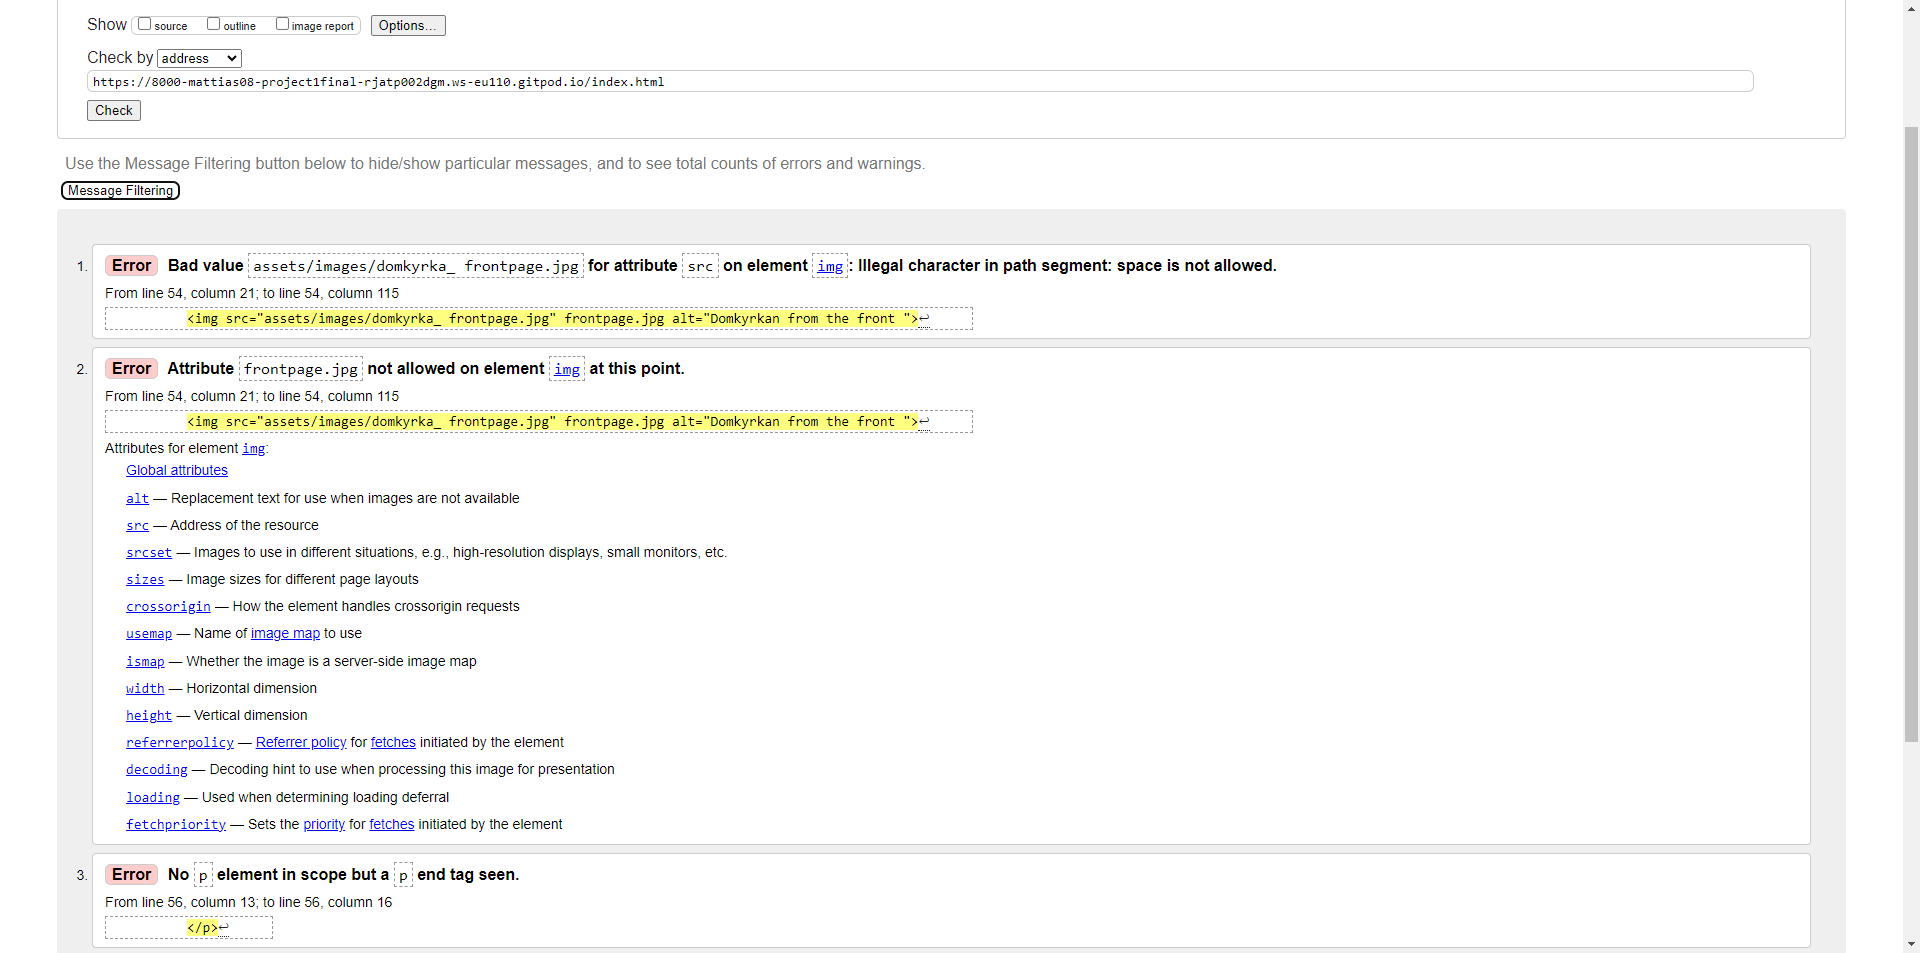 Show source outline image report Options...
Check by address
https://8000-mattias08-project1final-rjatp002dgm.ws-eu110.gitpod.io/index.html
Check
Use the Message Filtering button below to hide/show particular messages, and to see total counts of errors and warnings.
Message Filtering
1. Error Bad value assets/images/domkyrka_ frontpage.jpg for attribute src on element img: Illegal character in path segment: space is not allowed.
From line 54, column 21; to line 54, column 115
<img src="assets/images/domkyrka_ frontpage.jpg" frontpage.jpg alt="Domkyrkan from the front ">↩
2. Error Attribute frontpage.jpg not allowed on element img at this point.
From line 54, column 21; to line 54, column 115
<img src="assets/images/domkyrka_ frontpage.jpg" frontpage.jpg alt="Domkyrkan from the front ">↩
Attributes for element img:
Global attributes
alt — Replacement text for use when images are not available
src — Address of the resource
srcset — Images to use in different situations, e.g., high-resolution displays, small monitors, etc.
sizes — Image sizes for different page layouts
crossorigin — How the element handles crossorigin requests
usemap — Name of image map to use
ismap — Whether the image is a server-side image map
width — Horizontal dimension
height — Vertical dimension
referrerpolicy — Referrer policy for fetches initiated by the element
decoding — Decoding hint to use when processing this image for presentation
loading — Used when determining loading deferral
fetchpriority — Sets the priority for fetches initiated by the element
3. Error No p element in scope but a p end tag seen.
From line 56, column 13; to line 56, column 16
</p>↩